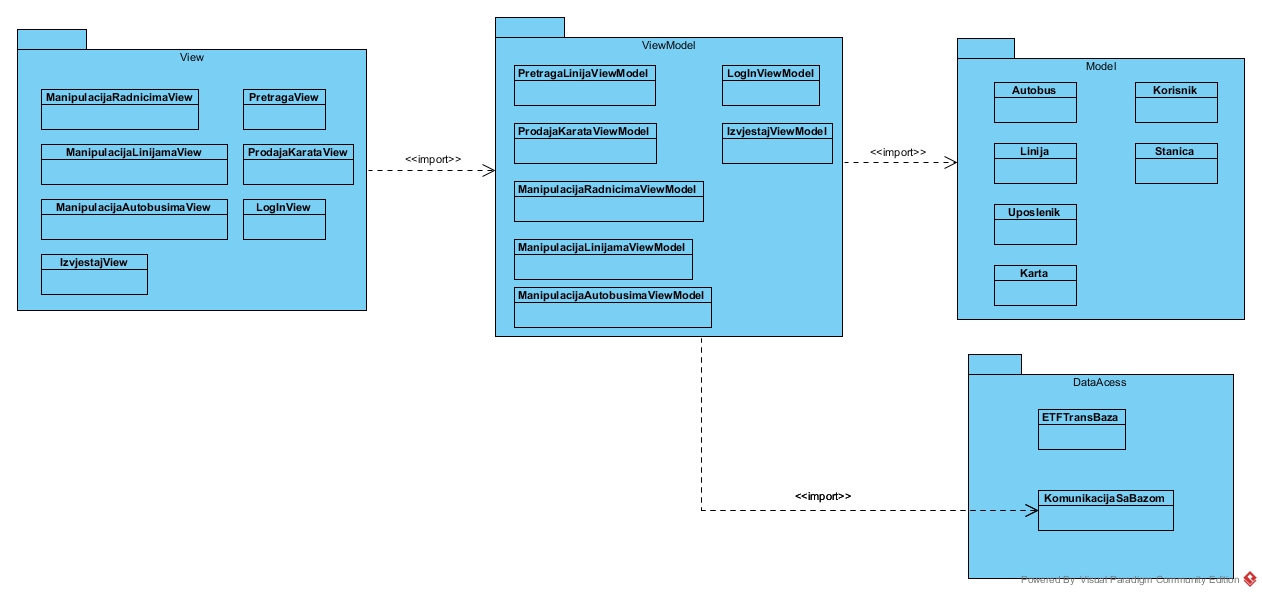 View
ManipulacijaRadnicimaView
PretragaView
ManipulacijaLinijamaView
ProdajaKarataView
ManipulacijaAutobusimaView
LogInView
IzvjestajView
<<import>>
ViewModel
PretragaLinijaViewModel
LogInViewModel
ProdajaKarataViewModel
IzvjestajViewModel
ManipulacijaRadnicimaViewModel
ManipulacijaLinijamaViewModel
ManipulacijaAutobusimaViewModel
<<import>>
Model
Autobus
Korisnik
Linija
Stanica
Uposlenik
Karta
<<import>>
DataAcess
ETFTransBaza
KomunikacijaSaBazom
Powered By Visual Paradigm Community Edition